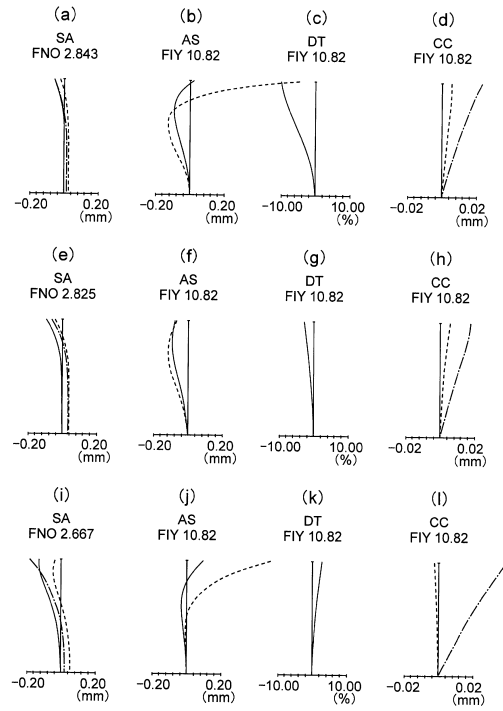 (a) (b) (c) (d)
SA AS DT CC
FNO 2.843 FIY 10.82 FIY 10.82 FIY 10.82
−0.20 0.20 −0.20 0.20 −10.00 10.00 −0.02 0.02
(mm) (mm) (%) (mm)
(e) (f) (g) (h)
SA AS DT CC
FNO 2.825 FIY 10.82 FIY 10.82 FIY 10.82
−0.20 0.20 −0.20 0.20 −10.00 10.00 −0.02 0.02
(mm) (mm) (%) (mm)
(i) (j) (k) (l)
SA AS DT CC
FNO 2.667 FIY 10.82 FIY 10.82 FIY 10.82
−0.20 0.20 −0.20 0.20 −10.00 10.00 −0.02 0.02
(mm) (mm) (%) (mm)